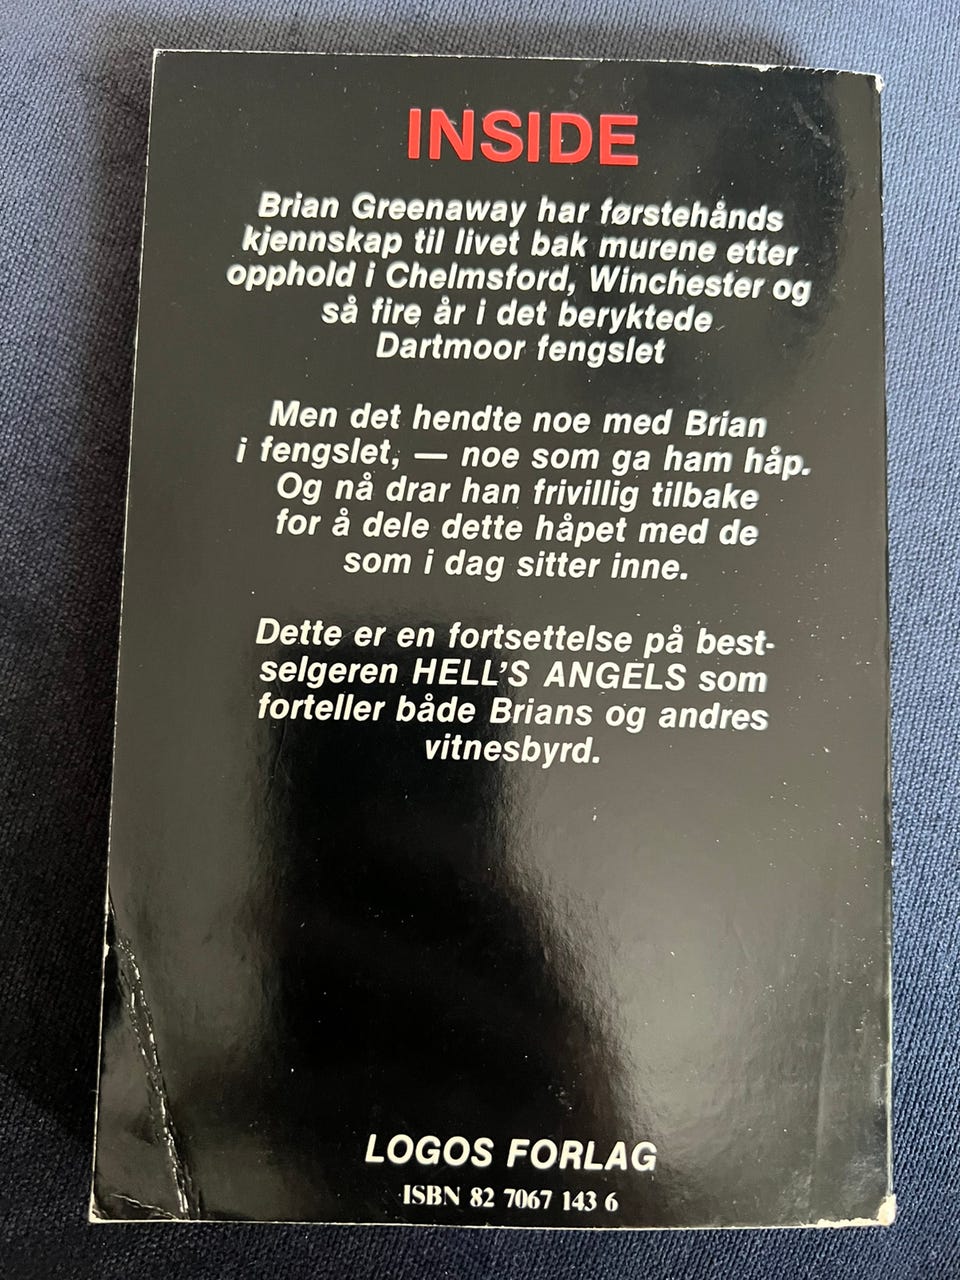 INSIDE
Brian Greenaway har førstehånds
kjennskap til livet bak murene etter
opphold i Chelmsford, Winchester og
så fire år i det beryktede
Dartmoor fengslet
Men det hendte noe med Brian
i fengslet, — noe som ga ham håp.
Og nå drar han frivillig tilbake
for å dele dette håpet med de
som i dag sitter inne.
Dette er en fortsettelse på best-
selgeren HELL'S ANGELS som
forteller både Brians og andres
vitnesbyrd.
LOGOS FORLAG
ISBN 82 7067 143 6